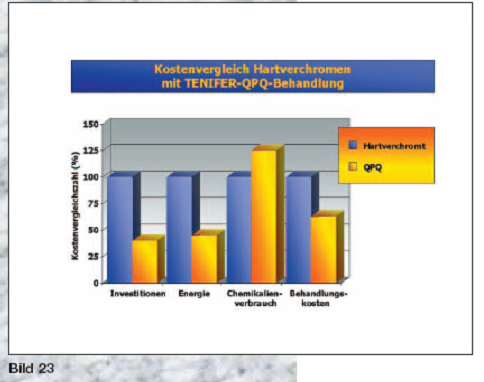 Kostenvergleich Hartverchromen
mit TENIFER-QPQ-Behandlung
Kostenvergleichszahl (%)
150
125
100
75
50
25
0
Hartverchromt
QPQ
Investitionen
Energie
Chemikalien-
verbrauch
Behandlungs-
kosten
Bild 23